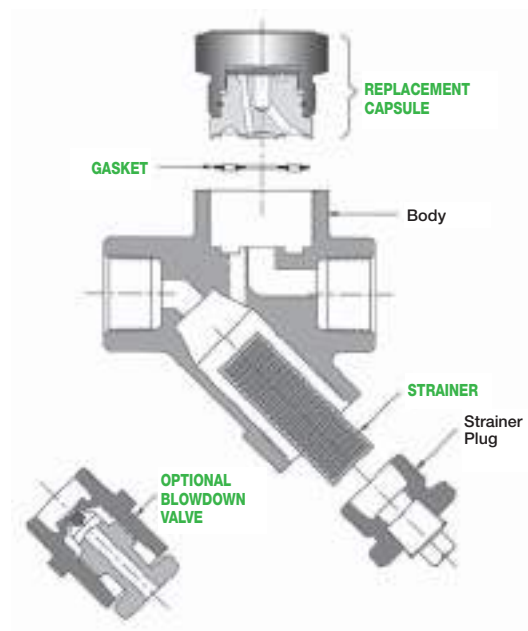 REPLACEMENT
CAPSULE
GASKET
Body
STRAINER
Strainer
Plug
OPTIONAL
BLOWDOWN
VALVE